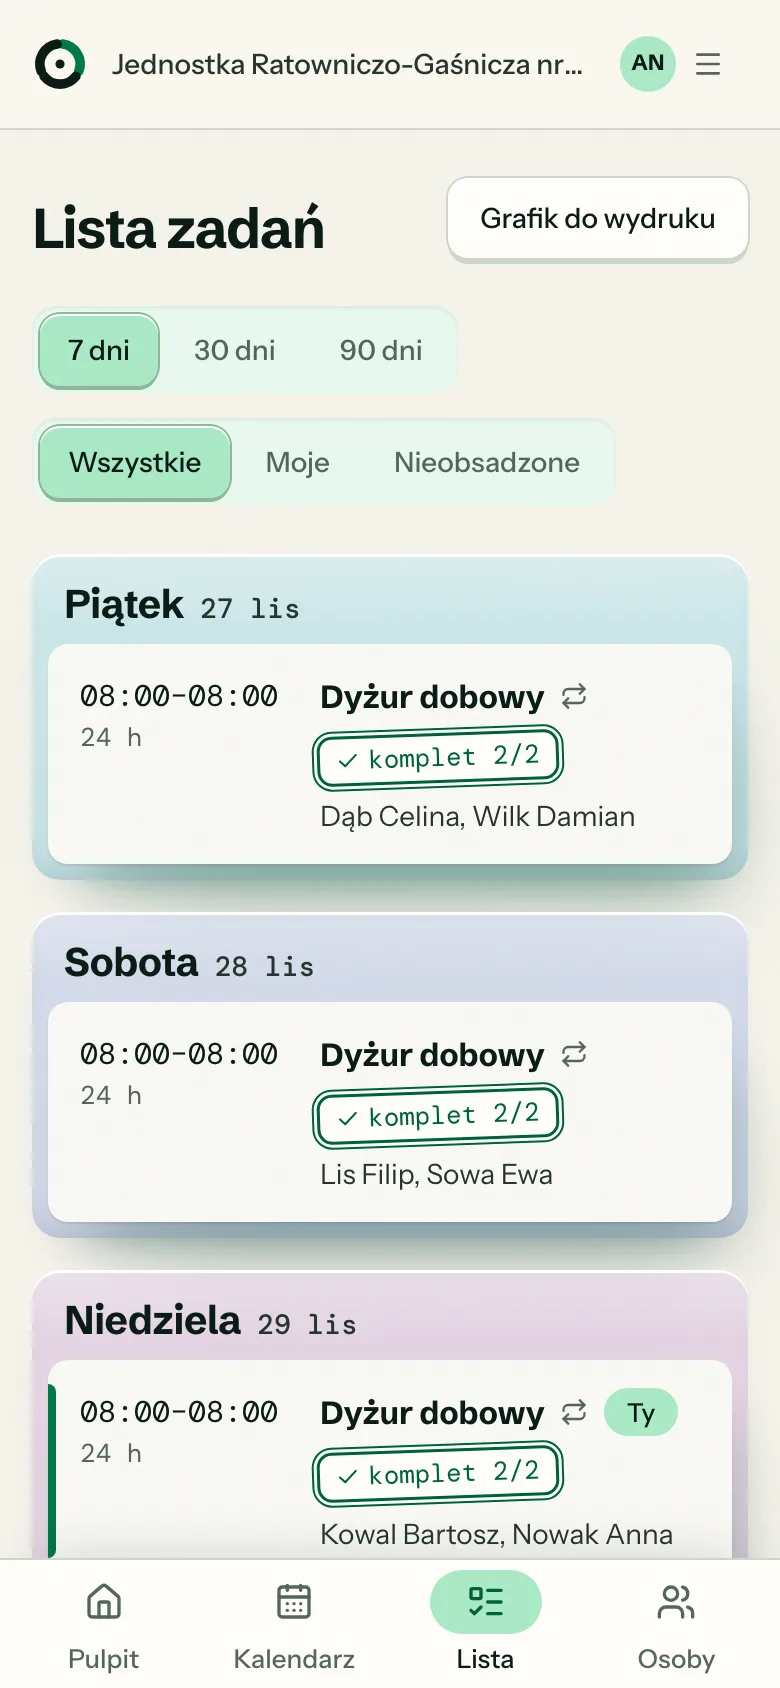 Jednostka Ratowniczo-Gaśnicza nr...
AN
Lista zadań
Grafik do wydruku
7 dni
30 dni
90 dni
Wszystkie
Moje
Nieobsadzone
Piątek 27 lis
08:00–08:00
24 h
Dyżur dobowy
komplet 2/2
Dąb Celina, Wilk Damian
Sobota 28 lis
08:00–08:00
24 h
Dyżur dobowy
komplet 2/2
Lis Filip, Sowa Ewa
Niedziela 29 lis
08:00–08:00
24 h
Dyżur dobowy
Ty
komplet 2/2
Kowal Bartosz, Nowak Anna
Pulpit
Kalendarz
Lista
Osoby